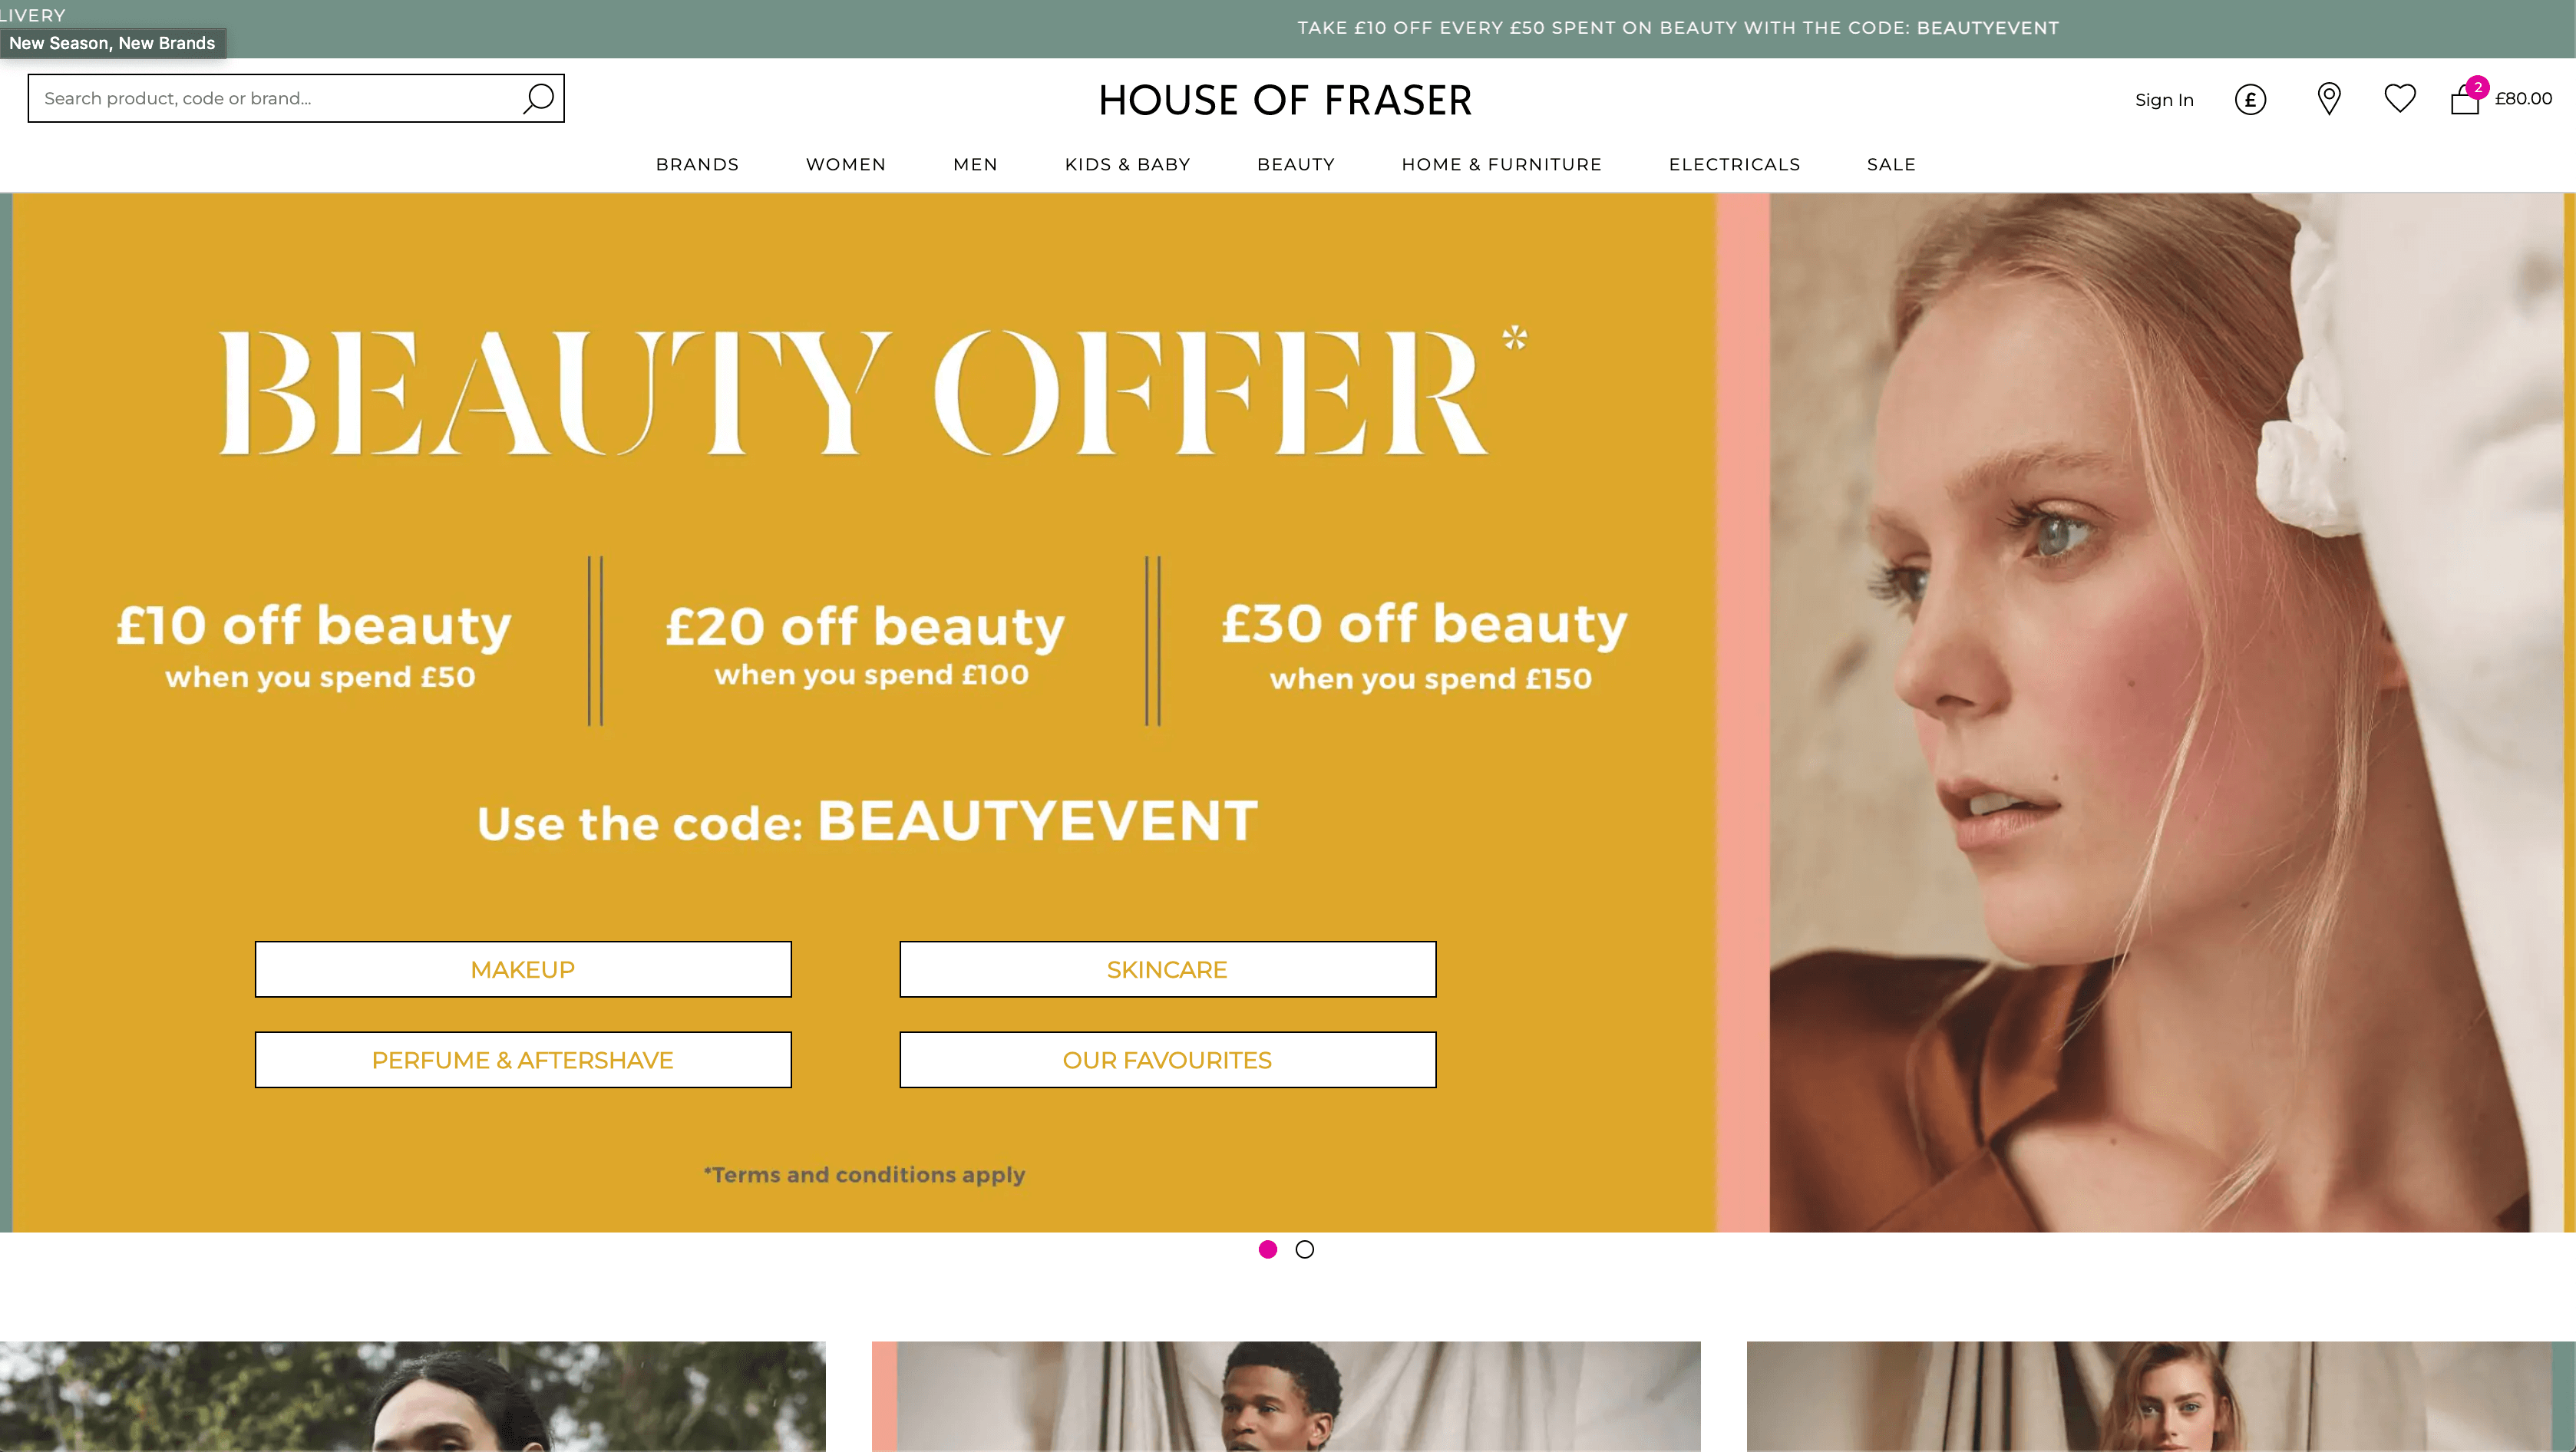 LIVERY
New Season, New Brands
TAKE £10 OFF EVERY £50 SPENT ON BEAUTY WITH THE CODE: BEAUTYEVENT
Search product, code or brand...
HOUSE OF FRASER
Sign In
£
2
£80.00
BRANDS
WOMEN
MEN
KIDS & BABY
BEAUTY
HOME & FURNITURE
ELECTRICALS
SALE
BEAUTY OFFER*
£10 off beauty
when you spend £50
£20 off beauty
when you spend £100
£30 off beauty
when you spend £150
Use the code: BEAUTYEVENT
MAKEUP
SKINCARE
PERFUME & AFTERSHAVE
OUR FAVOURITES
*Terms and conditions apply